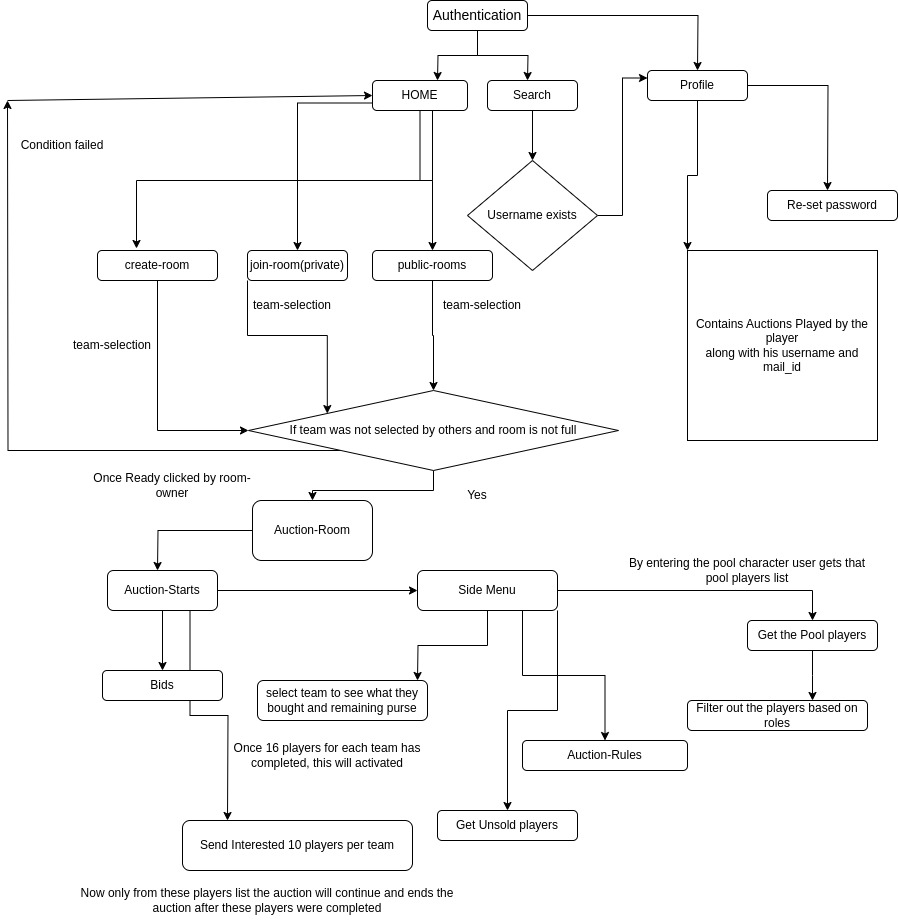 Authentication
HOME
Search
Profile
Condition failed
Username exists
Re-set password
create-room
join-room(private)
public-rooms
team-selection
team-selection
team-selection
Contains Auctions Played by the
player
along with his username and
mail_id
If team was not selected by others and room is not full
Once Ready clicked by room-
owner
Yes
Auction-Room
By entering the pool character user gets that
pool players list
Auction-Starts
Side Menu
Get the Pool players
Bids
select team to see what they
bought and remaining purse
Filter out the players based on
roles
Once 16 players for each team has
completed, this will activated
Auction-Rules
Get Unsold players
Send Interested 10 players per team
Now only from these players list the auction will continue and ends the
auction after these players were completed